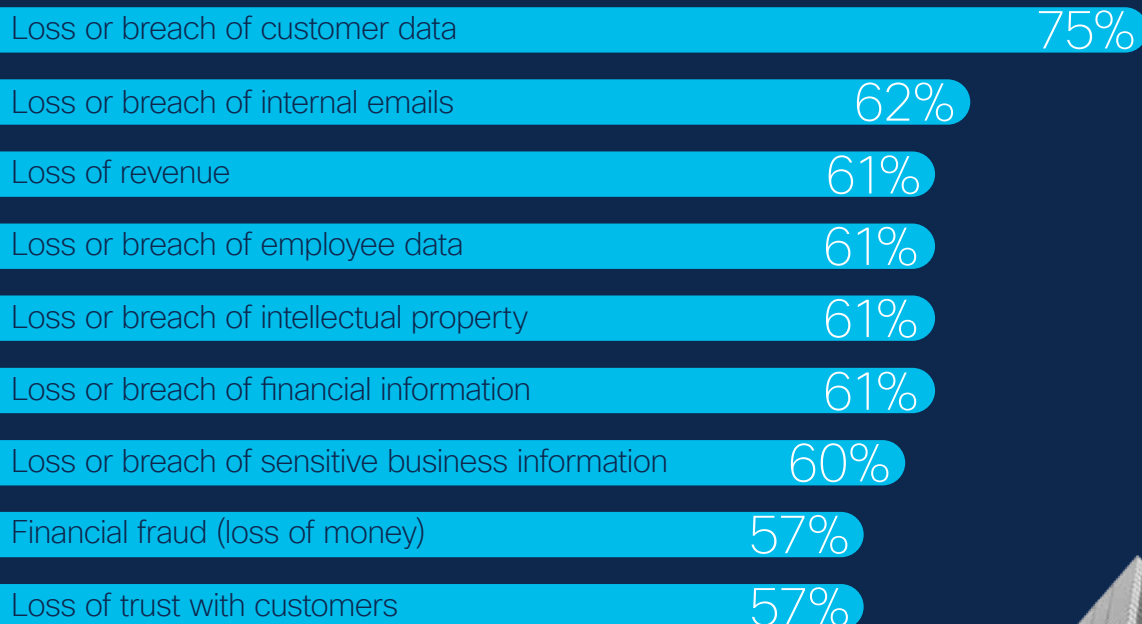 Loss or breach of customer data 75%
Loss or breach of internal emails 62%
Loss of revenue 61%
Loss or breach of employee data 61%
Loss or breach of intellectual property 61%
Loss or breach of financial information 61%
Loss or breach of sensitive business information 60%
Financial fraud (loss of money) 57%
Loss of trust with customers 57%